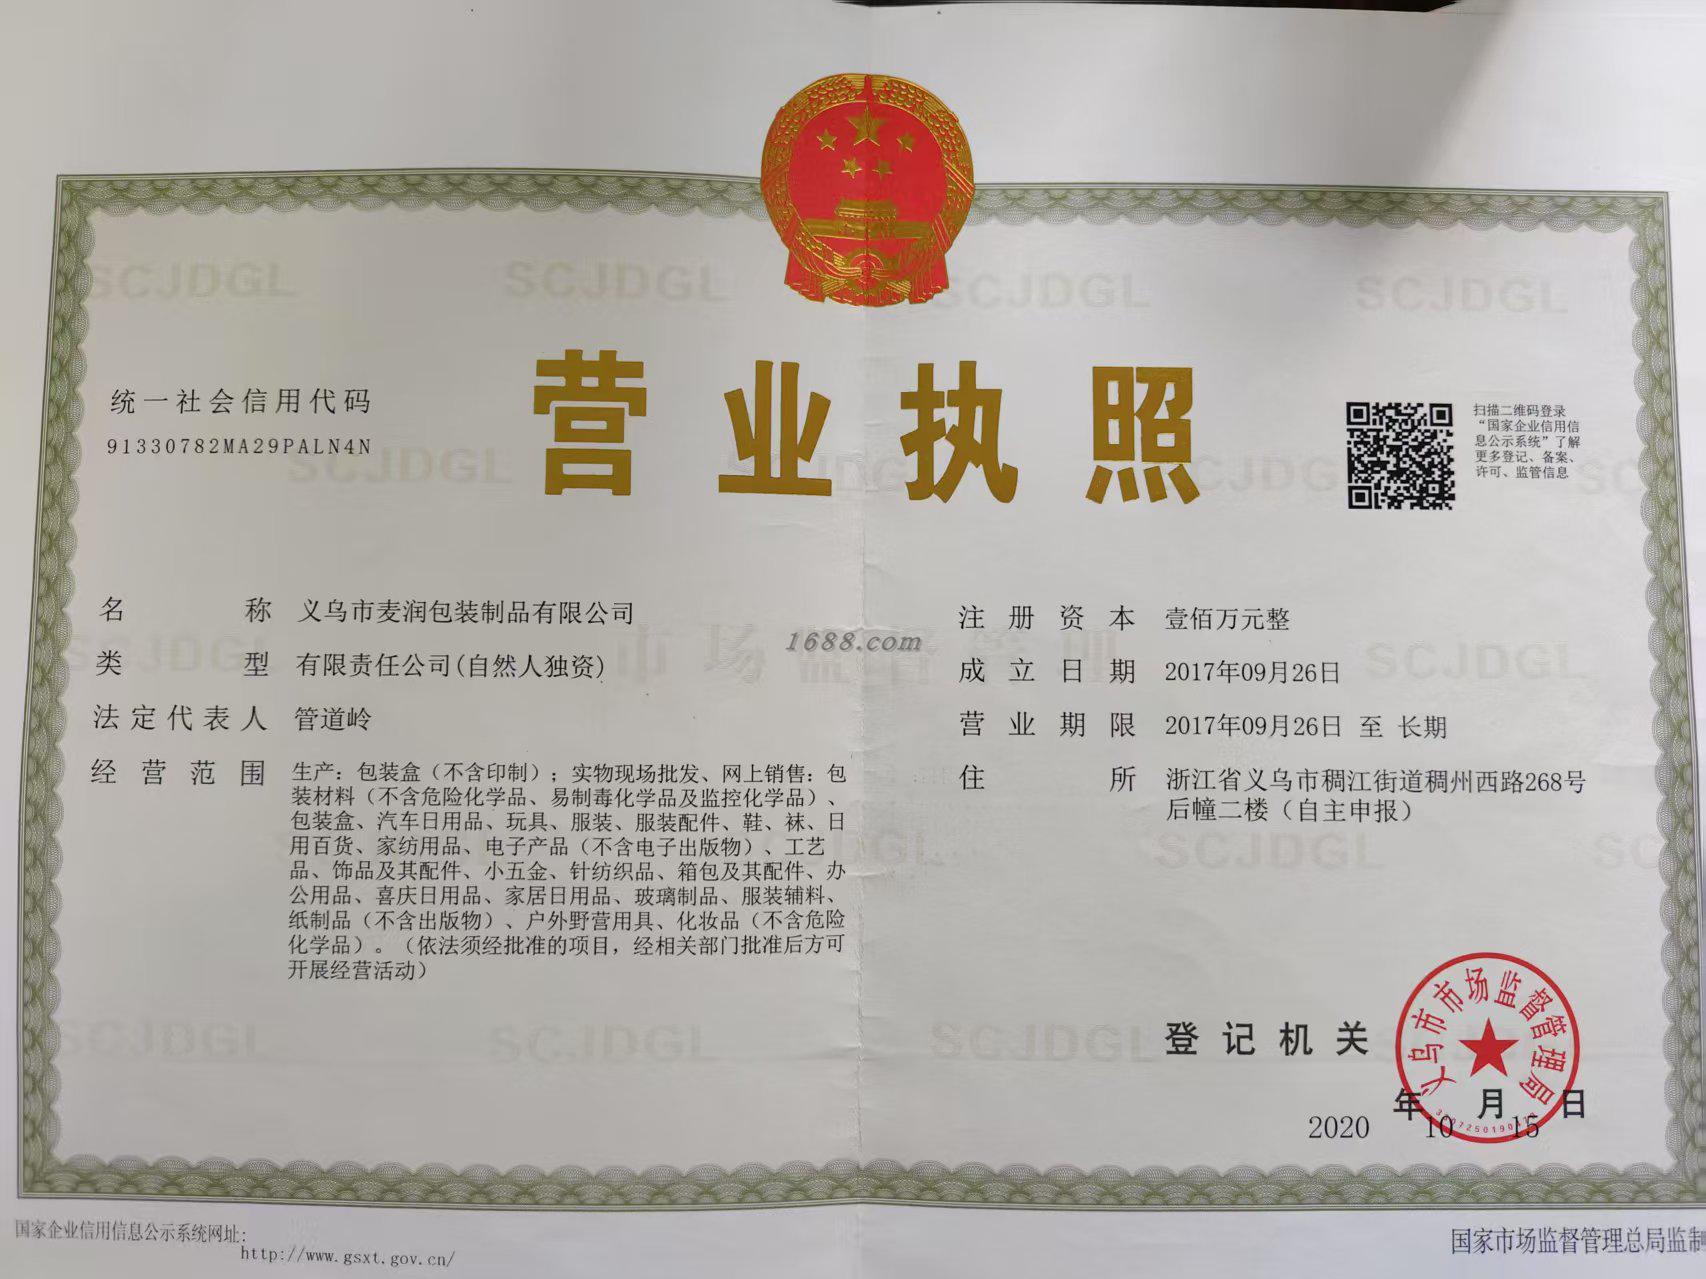 营业执照
统一社会信用代码
91330782MA29PALN4N
扫描二维码登录
“国家企业信用信
息公示系统”了解
更多登记、备案、
许可、监管信息
名称 义乌市麦润包装制品有限公司
类型 有限责任公司(自然人独资)
法定代表人 管道岭
经营范围 生产：包装盒（不含印制）；实物现场批发、网上销售：包
装材料（不含危险化学品、易制毒化学品及监控化学品）、
包装盒、汽车日用品、玩具、服装、服装配件、鞋、袜、日
用百货、家纺用品、电子产品（不含电子出版物）、工艺
品、饰品及其配件、小五金、针纺织品、箱包及其配件、办
公用品、喜庆日用品、家居日用品、玻璃制品、服装辅料、
纸制品（不含出版物）、户外野营用具、化妆品（不含危险
化学品）。（依法须经批准的项目，经相关部门批准后方可
开展经营活动）
注册资本 壹佰万元整
成立日期 2017年09月26日
营业期限 2017年09月26日 至 长期
住所 浙江省义乌市稠江街道稠州西路268号
后幢二楼（自主申报）
1688.com
SCJDGL
市场监督管理
登记机关
义乌市市场监督管理局
2020年10月15日
国家企业信用信息公示系统网址:
http://www.gsxt.gov.cn/
国家市场监督管理总局监制